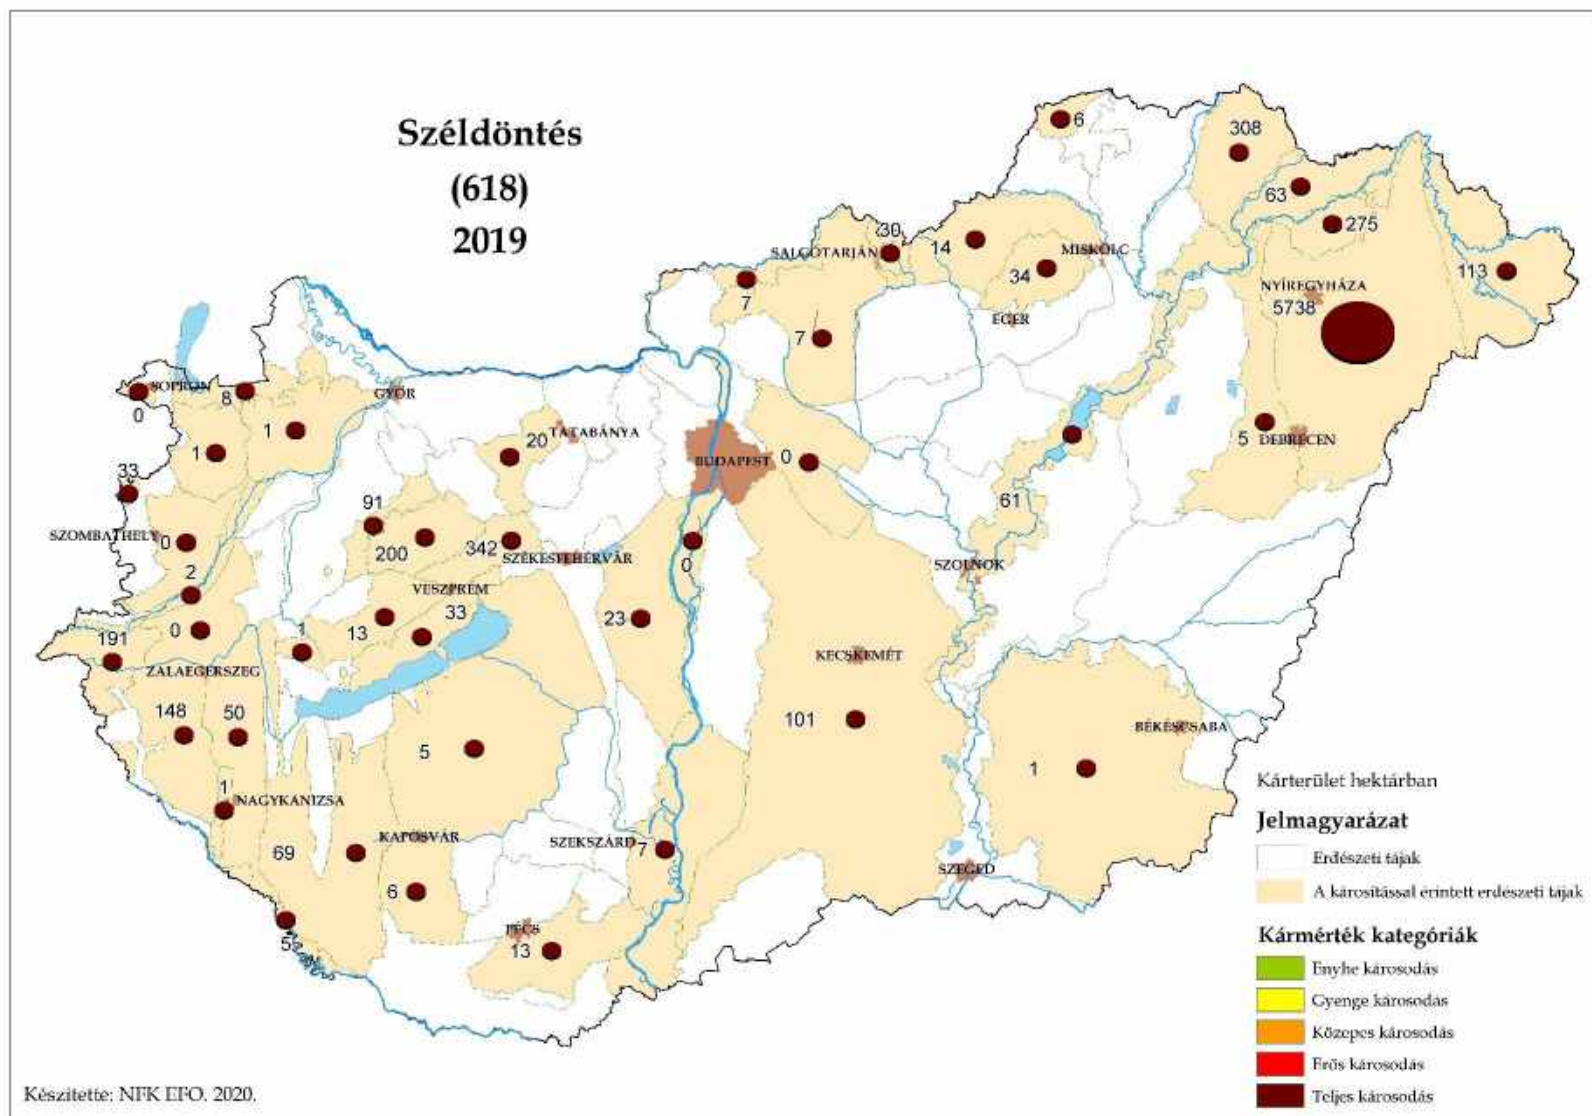 Széldöntés
(618)
2019
6
308
63
275
30
SALGÓTARJÁN
14
MISKOLC
34
113
NYÍREGYHÁZA
5738
7
7
EGER
SOPRON
0
8
GYŐR
1
1
20
TATABÁNYA
BUDAPEST
0
5
DEBRECEN
33
61
91
SZOMBATHELY
0
200
342
SZÉKESFEHÉRVÁR
0
SZOLNOK
2
VESZPRÉM
33
191
0
1
13
23
ZALAEGERSZEG
KECSKEMÉT
148
50
101
5
BÉKÉSCSABA
1
1
NAGYKANIZSA
69
KAPOSVÁR
SZEKSZÁRD
7
SZEGED
6
5
PÉCS
13
Kárterület hektárban
Jelmagyarázat
Erdészeti tájak
A károsítással érintett erdészeti tájak
Kármérték kategóriák
Enyhe károsodás
Gyenge károsodás
Közepes károsodás
Erős károsodás
Teljes károsodás
Készítette: NFK EFO. 2020.